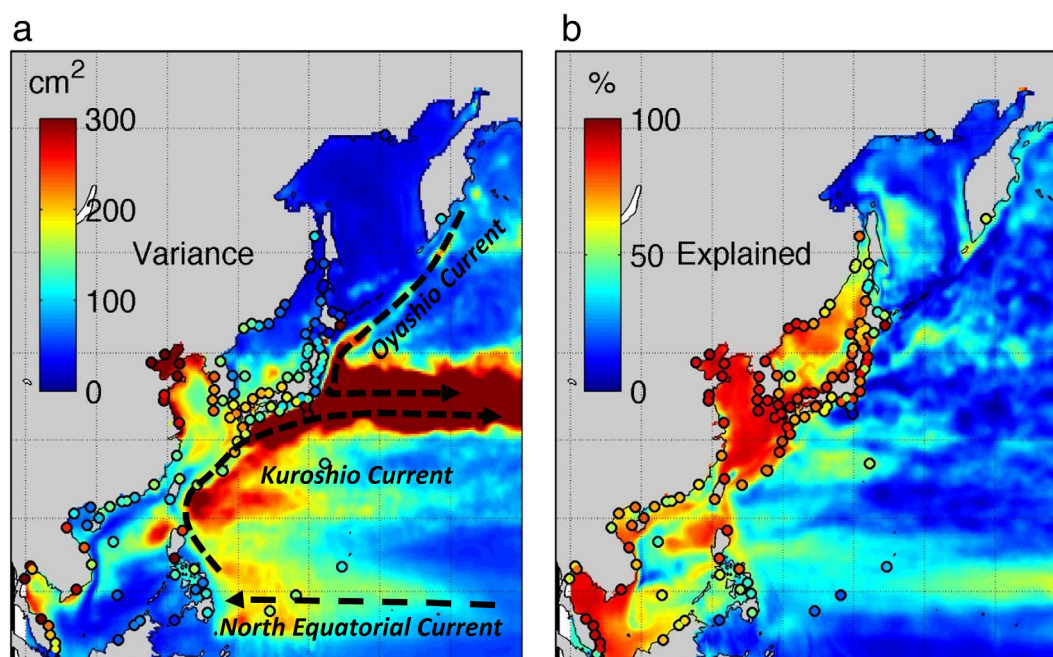 a
cm2
300
200
100
0
Variance
Oyashio Current
Kuroshio Current
.North Equatorial Current
b
%
100
50
0
Explained